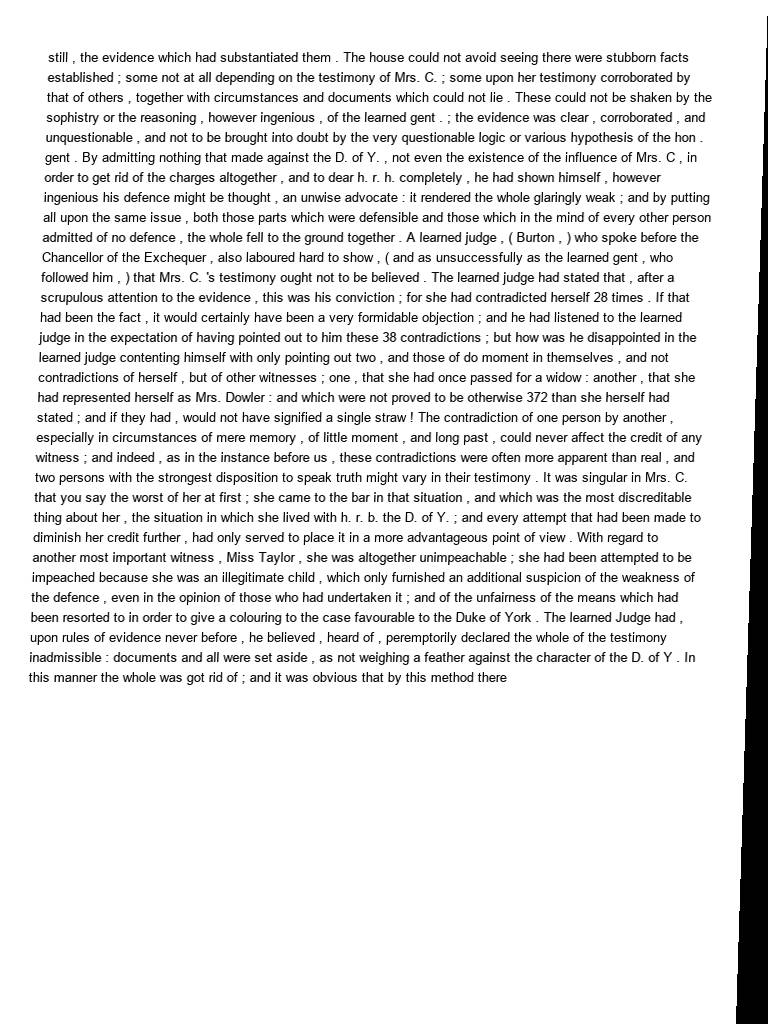 still , the evidence which had substantiated them . The house could not avoid seeing there were stubborn facts
established ; some not at all depending on the testimony of Mrs. C. ; some upon her testimony corroborated by
that of others , together with circumstances and documents which could not lie . These could not be shaken by the
sophistry or the reasoning , however ingenious , of the learned gent . ; the evidence was clear , corroborated , and
unquestionable , and not to be brought into doubt by the very questionable logic or various hypothesis of the hon .
gent . By admitting nothing that made against the D. of Y. , not even the existence of the influence of Mrs. C , in
order to get rid of the charges altogether , and to dear h. r. h. completely , he had shown himself , however
ingenious his defence might be thought , an unwise advocate : it rendered the whole glaringly weak ; and by putting
all upon the same issue , both those parts which were defensible and those which in the mind of every other person
admitted of no defence , the whole fell to the ground together . A learned judge , ( Burton , ) who spoke before the
Chancellor of the Exchequer , also laboured hard to show , ( and as unsuccessfully as the learned gent , who
followed him , ) that Mrs. C. 's testimony ought not to be believed . The learned judge had stated that , after a
scrupulous attention to the evidence , this was his conviction ; for she had contradicted herself 28 times . If that
had been the fact , it would certainly have been a very formidable objection ; and he had listened to the learned
judge in the expectation of having pointed out to him these 38 contradictions ; but how was he disappointed in the
learned judge contenting himself with only pointing out two , and those of do moment in themselves , and not
contradictions of herself , but of other witnesses ; one , that she had once passed for a widow : another , that she
had represented herself as Mrs. Dowler : and which were not proved to be otherwise 372 than she herself had
stated ; and if they had , would not have signified a single straw ! The contradiction of one person by another ,
especially in circumstances of mere memory , of little moment , and long past , could never affect the credit of any
witness ; and indeed , as in the instance before us , these contradictions were often more apparent than real , and
two persons with the strongest disposition to speak truth might vary in their testimony . It was singular in Mrs. C.
that you say the worst of her at first ; she came to the bar in that situation , and which was the most discreditable
thing about her , the situation in which she lived with h. r. b. the D. of Y. ; and every attempt that had been made to
diminish her credit further , had only served to place it in a more advantageous point of view . With regard to
another most important witness , Miss Taylor , she was altogether unimpeachable ; she had been attempted to be
impeached because she was an illegitimate child , which only furnished an additional suspicion of the weakness of
the defence , even in the opinion of those who had undertaken it ; and of the unfairness of the means which had
been resorted to in order to give a colouring to the case favourable to the Duke of York . The learned Judge had ,
upon rules of evidence never before , he believed , heard of , peremptorily declared the whole of the testimony
inadmissible : documents and all were set aside , as not weighing a feather against the character of the D. of Y . In
this manner the whole was got rid of ; and it was obvious that by this method there